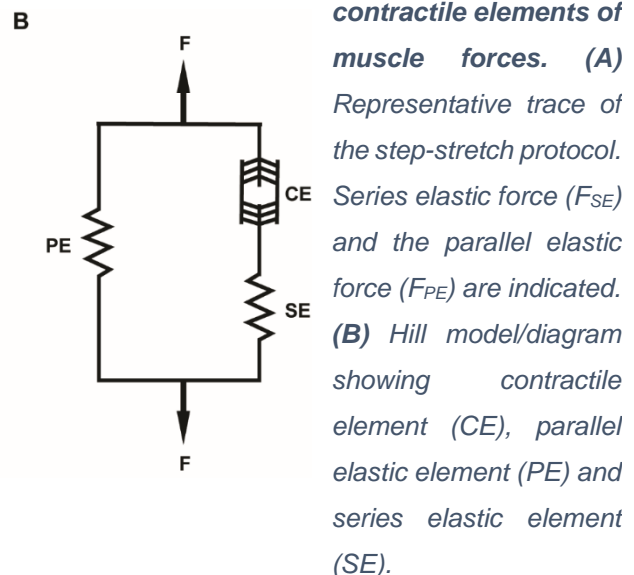 B
F
PE
CE
SE
F
contractile elements of
muscle forces. (A)
Representative trace of
the step-stretch protocol.
Series elastic force (FSE)
and the parallel elastic
force (FPE) are indicated.
(B) Hill model/diagram
showing contractile
element (CE), parallel
elastic element (PE) and
series elastic element
(SE).